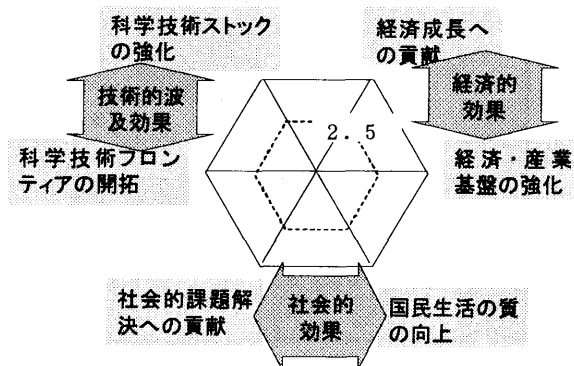 科学技術ストック
の強化
経済成長へ
の貢献
技術的波
及効果
経済的
効果
2.5
科学技術フロン
ティアの開拓
経済・産業
基盤の強化
社会的課題解
決への貢献
社会的
効果
国民生活の質
の向上